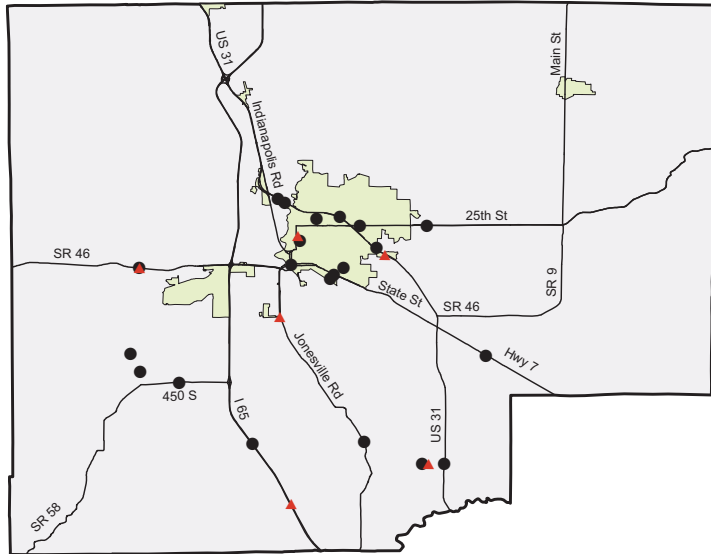 US 31
Main St
Indianapolis Rd
25th St
SR 46
SR 9
State St
SR 46
Jonesville Rd
Hwy 7
450 S
I 65
US 31
SR 58